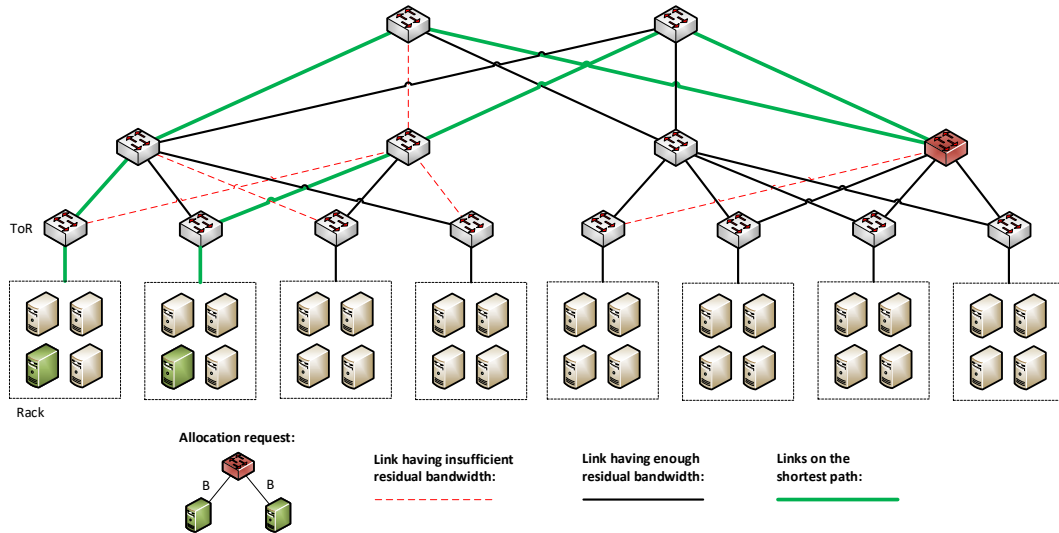 ToR
Rack
Allocation request:
B
B
Link having insufficient
residual bandwidth:
Link having enough
residual bandwidth:
Links on the
shortest path: